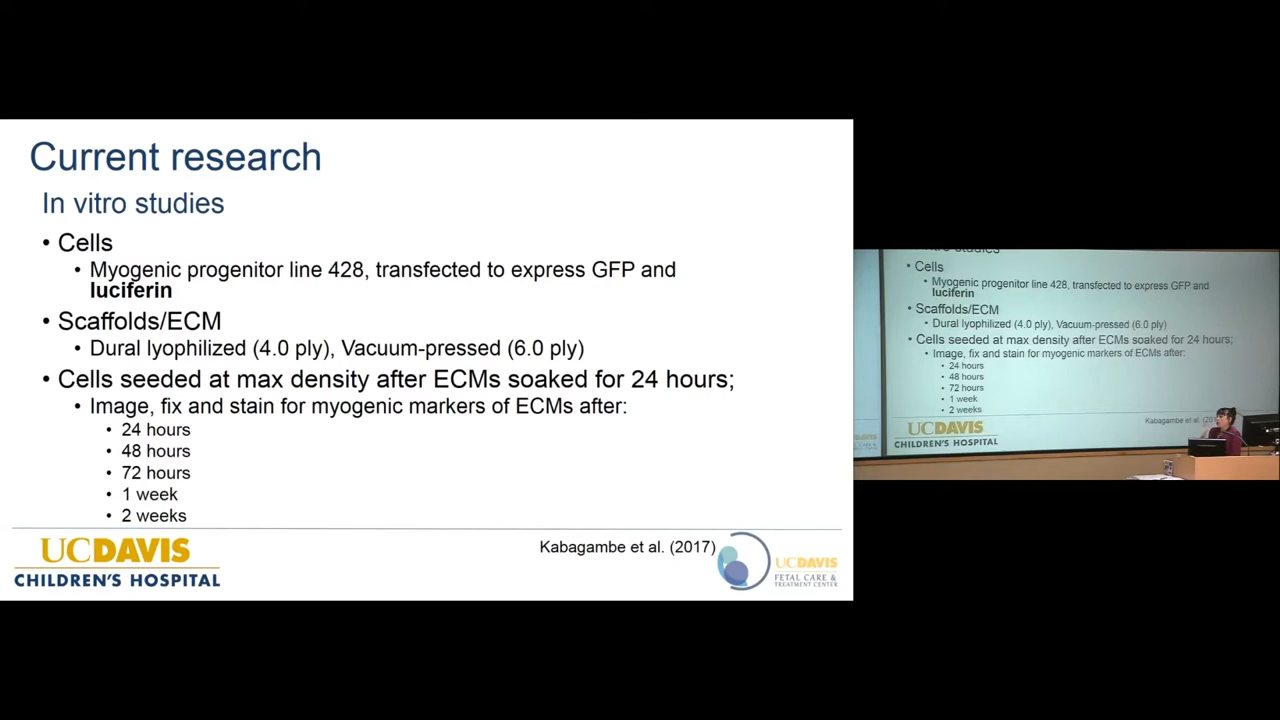 Current research
In vitro studies
• Cells
• Myogenic progenitor line 428, transfected to express GFP and
luciferin
• Scaffolds/ECM
• Dural lyophilized (4.0 ply), Vacuum-pressed (6.0 ply)
• Cells seeded at max density after ECMs soaked for 24 hours;
• Image, fix and stain for myogenic markers of ECMs after:
• 24 hours
• 48 hours
• 72 hours
• 1 week
• 2 weeks
Kabagambe et al. (2017)
UCDAVIS
CHILDREN'S HOSPITAL
UCDAVIS
FETAL CARE &
TREATMENT CENTER
• Cells
• Myogenic progenitor line 428, transfected to express GFP and
luciferin
• Scaffolds/ECM
• Dural lyophilized (4.0 ply), Vacuum-pressed (6.0 ply)
• Cells seeded at max density after ECMs soaked for 24 hours;
• Image, fix and stain for myogenic markers of ECMs after:
• 24 hours
• 48 hours
• 72 hours
• 1 week
• 2 weeks
Kabagambe et al.
UCDAVIS
CHILDREN'S HOSPITAL